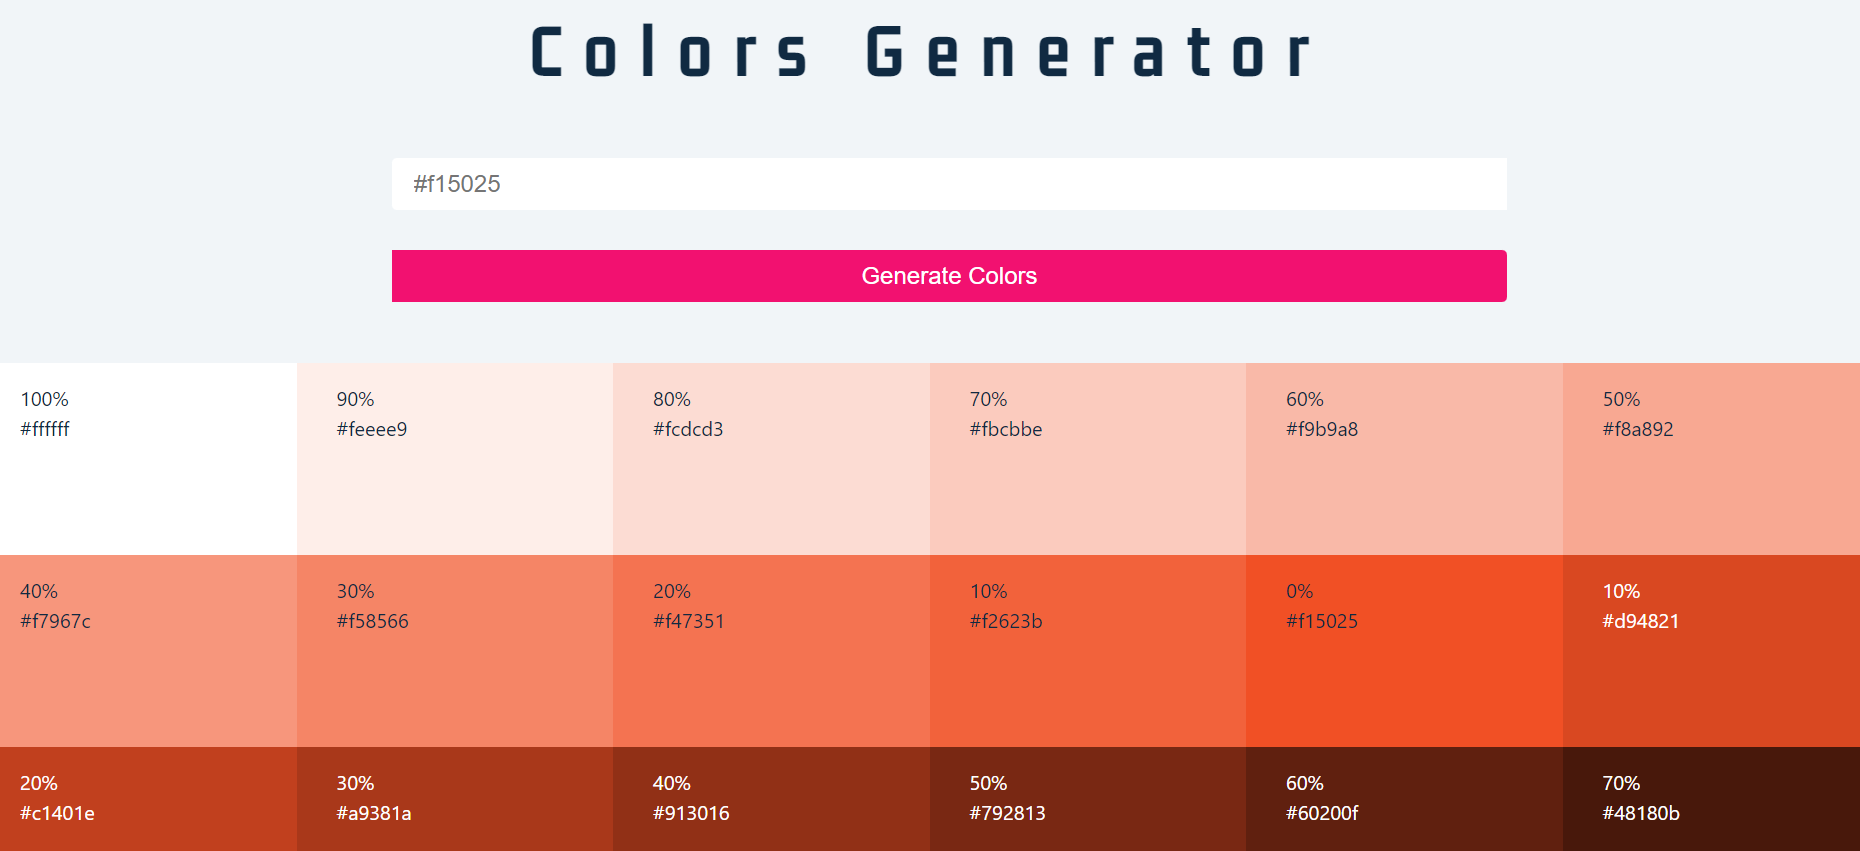 Colors Generator
#f15025
Generate Colors
100%
#ffffff
90%
#feeee9
80%
#fcdcd3
70%
#fbcbbe
60%
#f9b9a8
50%
#f8a892
40%
#f7967c
30%
#f58566
20%
#f47351
10%
#f2623b
0%
#f15025
10%
#d94821
20%
#c1401e
30%
#a9381a
40%
#913016
50%
#792813
60%
#60200f
70%
#48180b